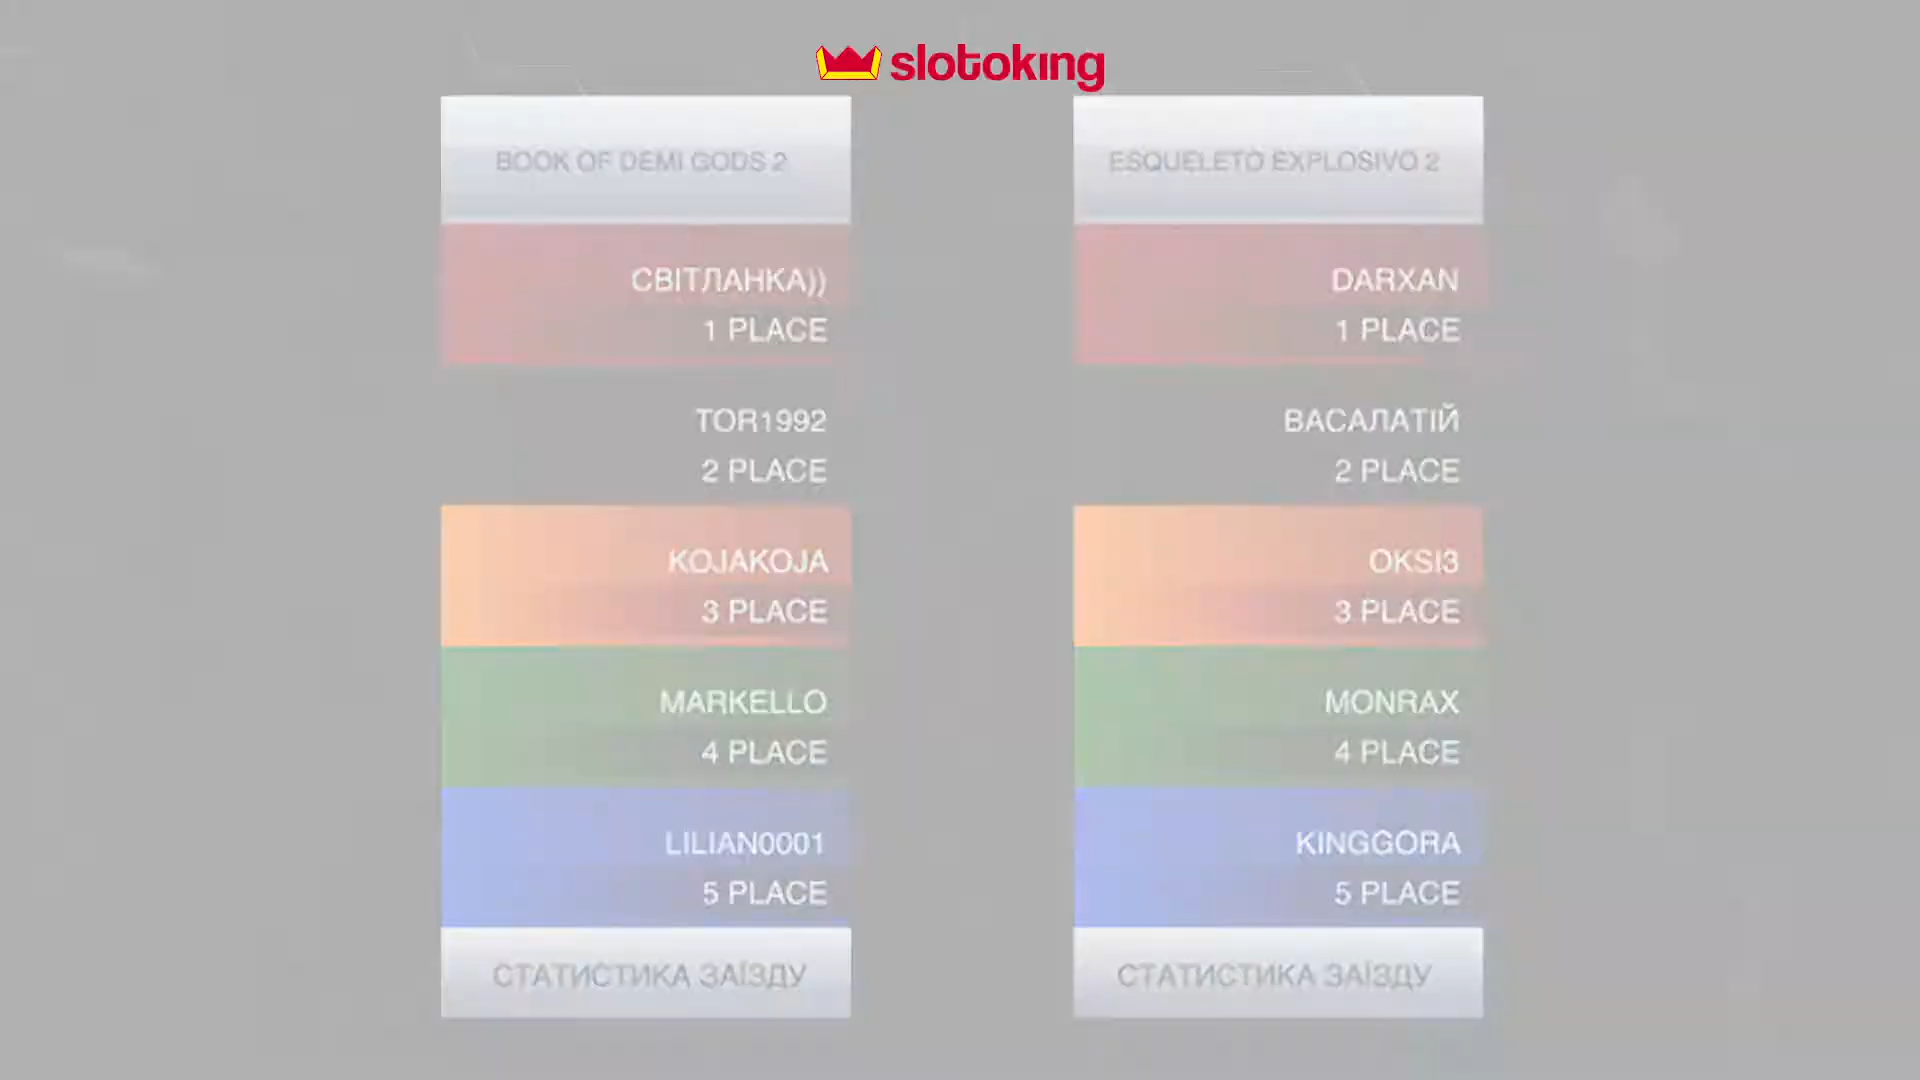 slotoking
BOOK OF DEMI GODS 2
СВІТЛАНКА))
1 PLACE
TOR1992
2 PLACE
KOJAKOJA
3 PLACE
MARKELLO
4 PLACE
LILIAN0001
5 PLACE
СТАТИСТИКА ЗАЇЗДУ
ESQUELETO EXPLOSIVO 2
DARXAN
1 PLACE
ВАСАЛАТІЙ
2 PLACE
OKSI3
3 PLACE
MONRAX
4 PLACE
KINGGORA
5 PLACE
СТАТИСТИКА ЗАЇЗДУ